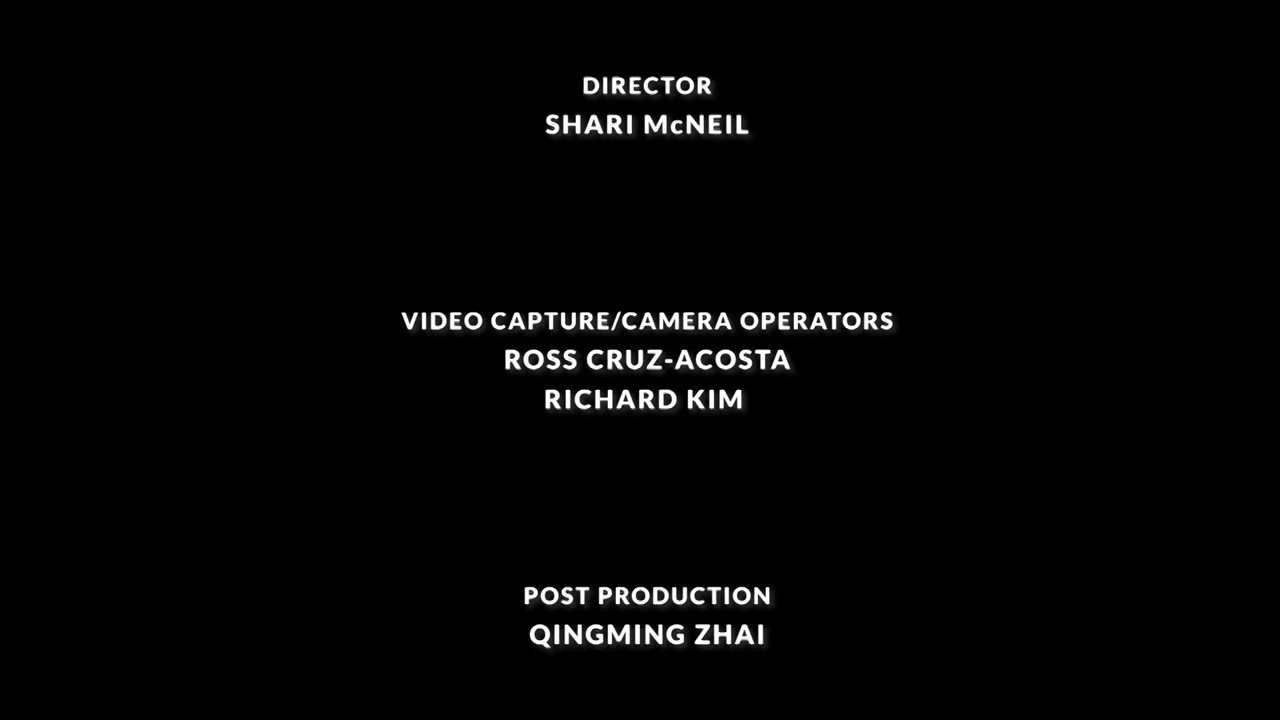 DIRECTOR
SHARI McNEIL
VIDEO CAPTURE/CAMERA OPERATORS
ROSS CRUZ-ACOSTA
RICHARD KIM
POST PRODUCTION
QINGMING ZHAI